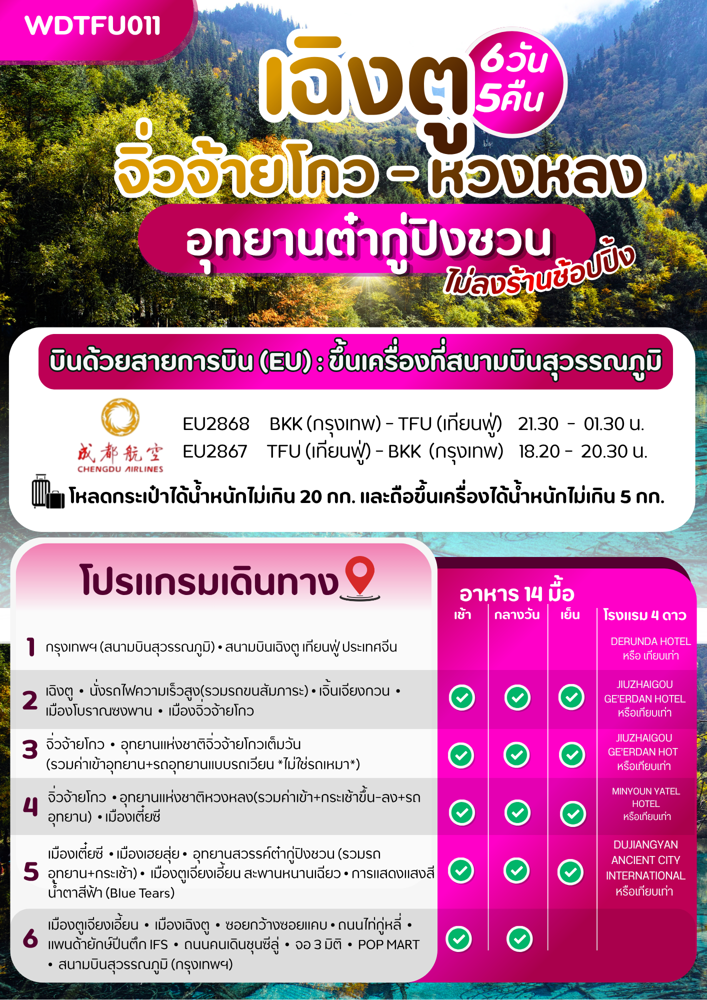 WDTFU011
เฉิงตู
6วัน
5คืน
จิ่วจ้ายโกว - หวงหลง
อุทยานต๋ากู่ปิงชวน
ไม่ลงร้านช้อปปิ้ง
บินด้วยสายการบิน (EU) : ขึ้นเครื่องที่สนามบินสุวรรณภูมิ
成都航空
CHENGDU AIRLINES
EU2868 BKK (กรุงเทพ) - TFU (เทียนฟู่) 21.30 - 01.30 น.
EU2867 TFU (เทียนฟู่) - BKK (กรุงเทพ) 18.20 - 20.30 น.
โหลดกระเป๋าได้น้ำหนักไม่เกิน 20 กก. และถือขึ้นเครื่องได้น้ำหนักไม่เกิน 5 กก.
โปรแกรมเดินทาง
อาหาร 14 มื้อ
เช้า กลางวัน เย็น โรงแรม 4 ดาว
1 กรุงเทพฯ (สนามบินสุวรรณภูมิ) • สนามบินเฉิงตู เทียนฟู่ ประเทศจีน
DERUNDA HOTEL
หรือ เทียบเท่า
2 เฉิงตู • นั่งรถไฟความเร็วสูง(รวมรถขนสัมภาระ) • เจิ้นเจียงกวน •
เมืองโบราณซงพาน • เมืองจิ่วจ้ายโกว
JIUZHAIGOU
GE'ERDAN HOTEL
หรือเทียบเท่า
3 จิ่วจ้ายโกว • อุทยานแห่งชาติจิ่วจ้ายโกวเต็มวัน
(รวมค่าเข้าอุทยาน+รถอุทยานแบบรถเวียน *ไม่ใช่รถเหมา*)
JIUZHAIGOU
GE'ERDAN HOT
หรือเทียบเท่า
4 จิ่วจ้ายโกว • อุทยานแห่งชาติหวงหลง(รวมค่าเข้า+กระเช้าขึ้น-ลง+รถ
อุทยาน) • เมืองเตี๋ยซี
MINYOUN YATEL
HOTEL
หรือเทียบเท่า
5 เมืองเตี๋ยซี • เมืองเฮยสุ่ย • อุทยานสวรรค์ต๋ากู่ปิงชวน (รวมรถ
อุทยาน+กระเช้า) • เมืองตูเจียงเอี้ยน สะพานหนานเฉียว • การแสดงแสงสี
น้ำตาสีฟ้า (Blue Tears)
DUJIANGYAN
ANCIENT CITY
INTERNATIONAL
หรือเทียบเท่า
6 เมืองตูเจียงเอี้ยน • เมืองเฉิงตู • ซอยกว้างซอยแคบ • ถนนไท่กู่หลี่ •
แพนด้ายักษ์ปีนตึก IFS • ถนนคนเดินชุนซีลู่ • จอ 3 มิติ • POP MART
• สนามบินสุวรรณภูมิ (กรุงเทพฯ)